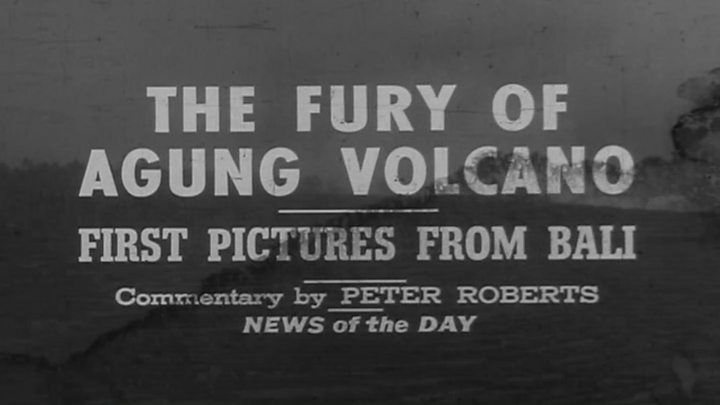 THE FURY OF
AGUNG VOLCANO
FIRST PICTURES FROM BALI
Commentary by PETER ROBERTS
NEWS of the DAY